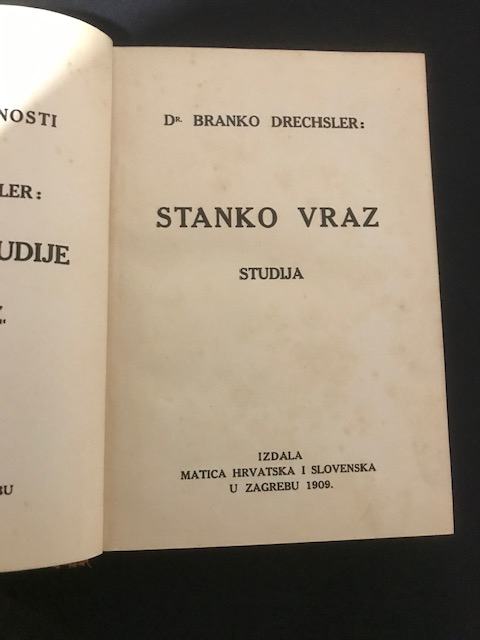 NOSTI
LER:
UDIJE
BU
Dr. BRANKO DRECHSLER:
STANKO VRAZ
STUDIJA
IZDALA
MATICA HRVATSKA I SLOVENSKA
U ZAGREBU 1909.